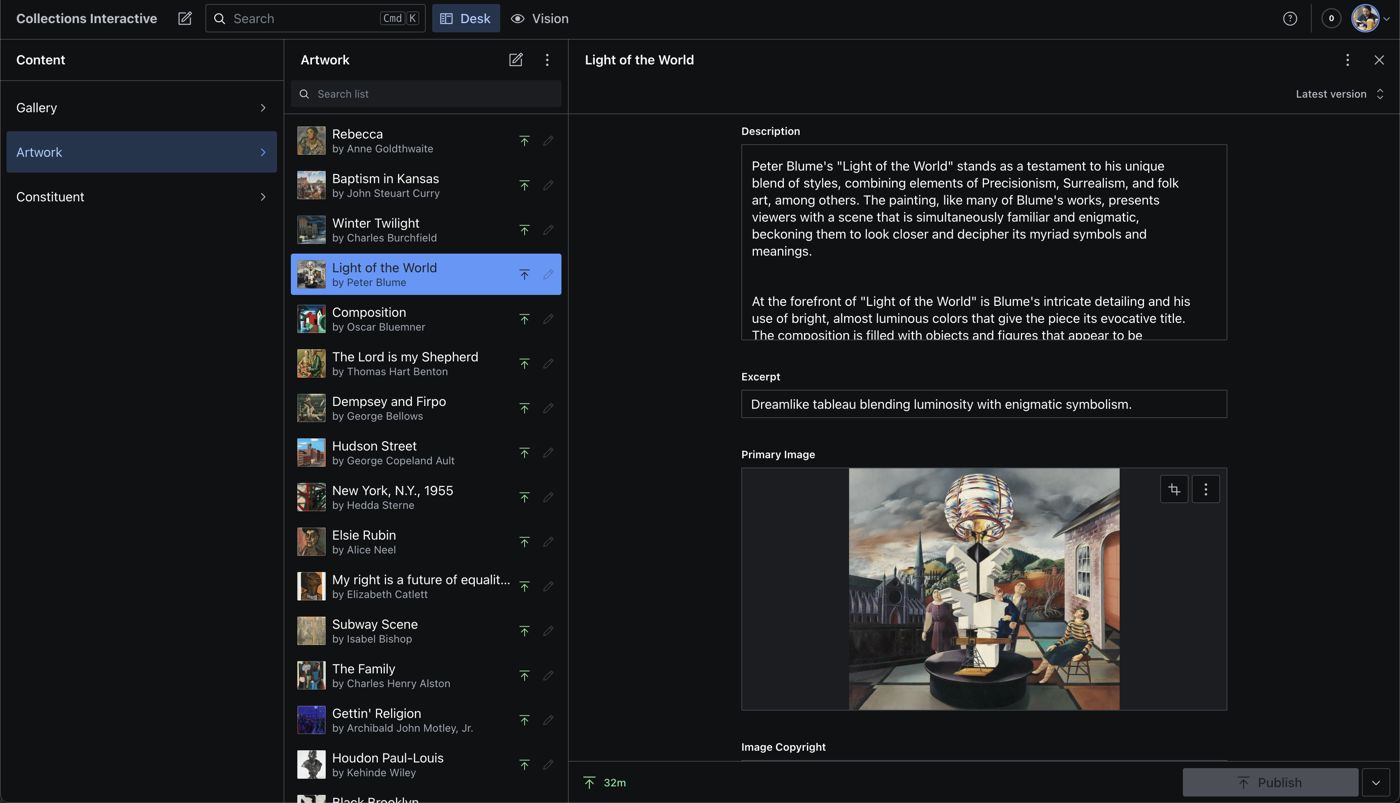 Collections Interactive
Search
Cmd K
Desk
Vision
0
Content
Gallery
Artwork
Constituent
Artwork
Search list
Rebecca
by Anne Goldthwaite
Baptism in Kansas
by John Steuart Curry
Winter Twilight
by Charles Burchfield
Light of the World
by Peter Blume
Composition
by Oscar Bluemner
The Lord is my Shepherd
by Thomas Hart Benton
Dempsey and Firpo
by George Bellows
Hudson Street
by George Copeland Ault
New York, N.Y., 1955
by Hedda Sterne
Elsie Rubin
by Alice Neel
My right is a future of equalit...
by Elizabeth Catlett
Subway Scene
by Isabel Bishop
The Family
by Charles Henry Alston
Gettin' Religion
by Archibald John Motley, Jr.
Houdon Paul-Louis
by Kehinde Wiley
Black Brooklyn
Light of the World
Latest version
Description
Peter Blume's "Light of the World" stands as a testament to his unique
blend of styles, combining elements of Precisionism, Surrealism, and folk
art, among others. The painting, like many of Blume's works, presents
viewers with a scene that is simultaneously familiar and enigmatic,
beckoning them to look closer and decipher its myriad symbols and
meanings.
At the forefront of "Light of the World" is Blume's intricate detailing and his
use of bright, almost luminous colors that give the piece its evocative title.
The composition is filled with objects and figures that appear to be
Excerpt
Dreamlike tableau blending luminosity with enigmatic symbolism.
Primary Image
Image Copyright
32m
Publish